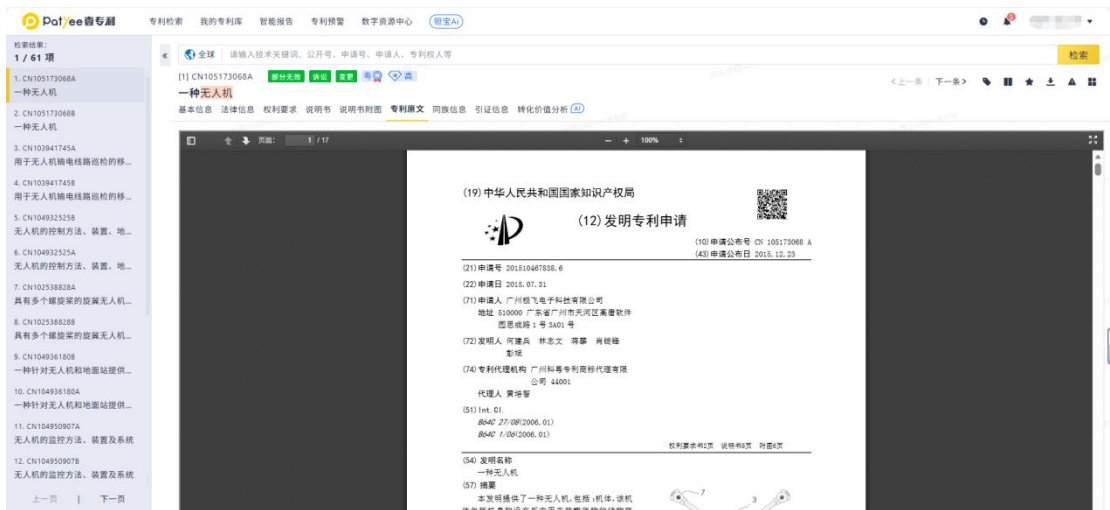 Patyee壹专利 专利检索 我的专利库 智能报告 专利预警 数字资源中心 钽宝Ai
检索结果:
1 / 61 项
1. CN105173068A
一种无人机
2. CN105173068B
一种无人机
3. CN103941745A
用于无人机输电线路巡检的移...
4. CN103941745B
用于无人机输电线路巡检的移...
5. CN104932525B
无人机的控制方法、装置、地...
6. CN104932525A
无人机的控制方法、装置、地...
7. CN102538828A
具有多个螺旋桨的旋翼无人机...
8. CN102538828B
具有多个螺旋桨的旋翼无人机...
9. CN104936180B
一种针对无人机和地面站提供...
10. CN104936180A
一种针对无人机和地面站提供...
11. CN104950907A
无人机的监控方法、装置及系统
12. CN104950907B
无人机的监控方法、装置及系统
上一页 | 下一页
«
全球 请输入技术关键词、公开号、申请号、申请人、专利权人等 检索
[1] CN105173068A 部分无效 诉讼 变更 粤 高
<上一条 下一条>
一种无人机
基本信息 法律信息 权利要求 说明书 说明书附图 专利原文 同族信息 引证信息 转化价值分析 AI
页面: 1 / 17 − + 100%
(19) 中华人民共和国国家知识产权局
(12) 发明专利申请
(10) 申请公布号 CN 105173068 A
(43) 申请公布日 2015.12.23
(21) 申请号 201510467838.6
(22) 申请日 2015.07.31
(71) 申请人 广州极飞电子科技有限公司
地址 510000 广东省广州市天河区高唐软件
园思成路 1 号 3A01 号
(72) 发明人 何建兵 林志文 蒋攀 肖锭锋
彭斌
(74) 专利代理机构 广州科粤专利商标代理有限
公司 44001
代理人 黄培智
(51) Int. Cl.
B64C 27/08(2006.01)
B64C 1/06(2006.01)
权利要求书2页 说明书8页 附图6页
(54) 发明名称
一种无人机
(57) 摘要
本发明提供了一种无人机,包括:机体,该机
7
3